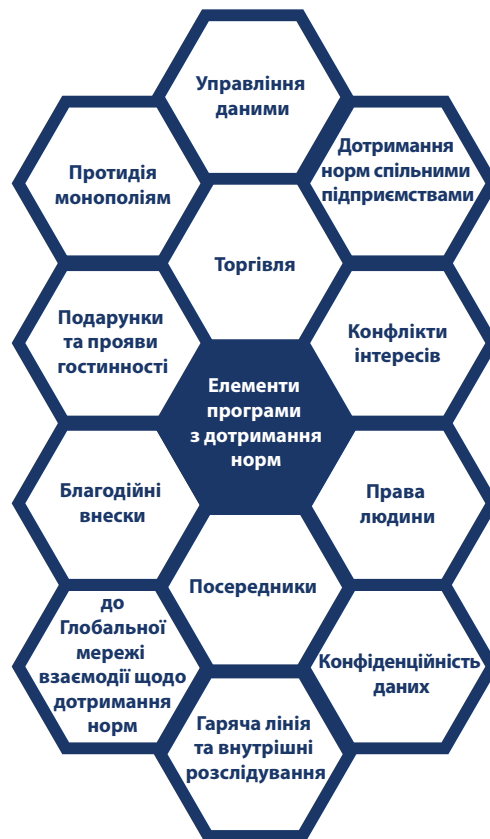 Управління
даними
Протидія
монополіям
Дотримання
норм спільними
підприємствами
Торгівля
Подарунки
та прояви
гостинності
Конфлікти
інтересів
Елементи
програми
з дотримання
норм
Благодійні
внески
Права
людини
Посередники
до
Глобальної
мережі
взаємодії щодо
дотримання
норм
Конфіденційність
даних
Гаряча лінія
та внутрішні
розслідування